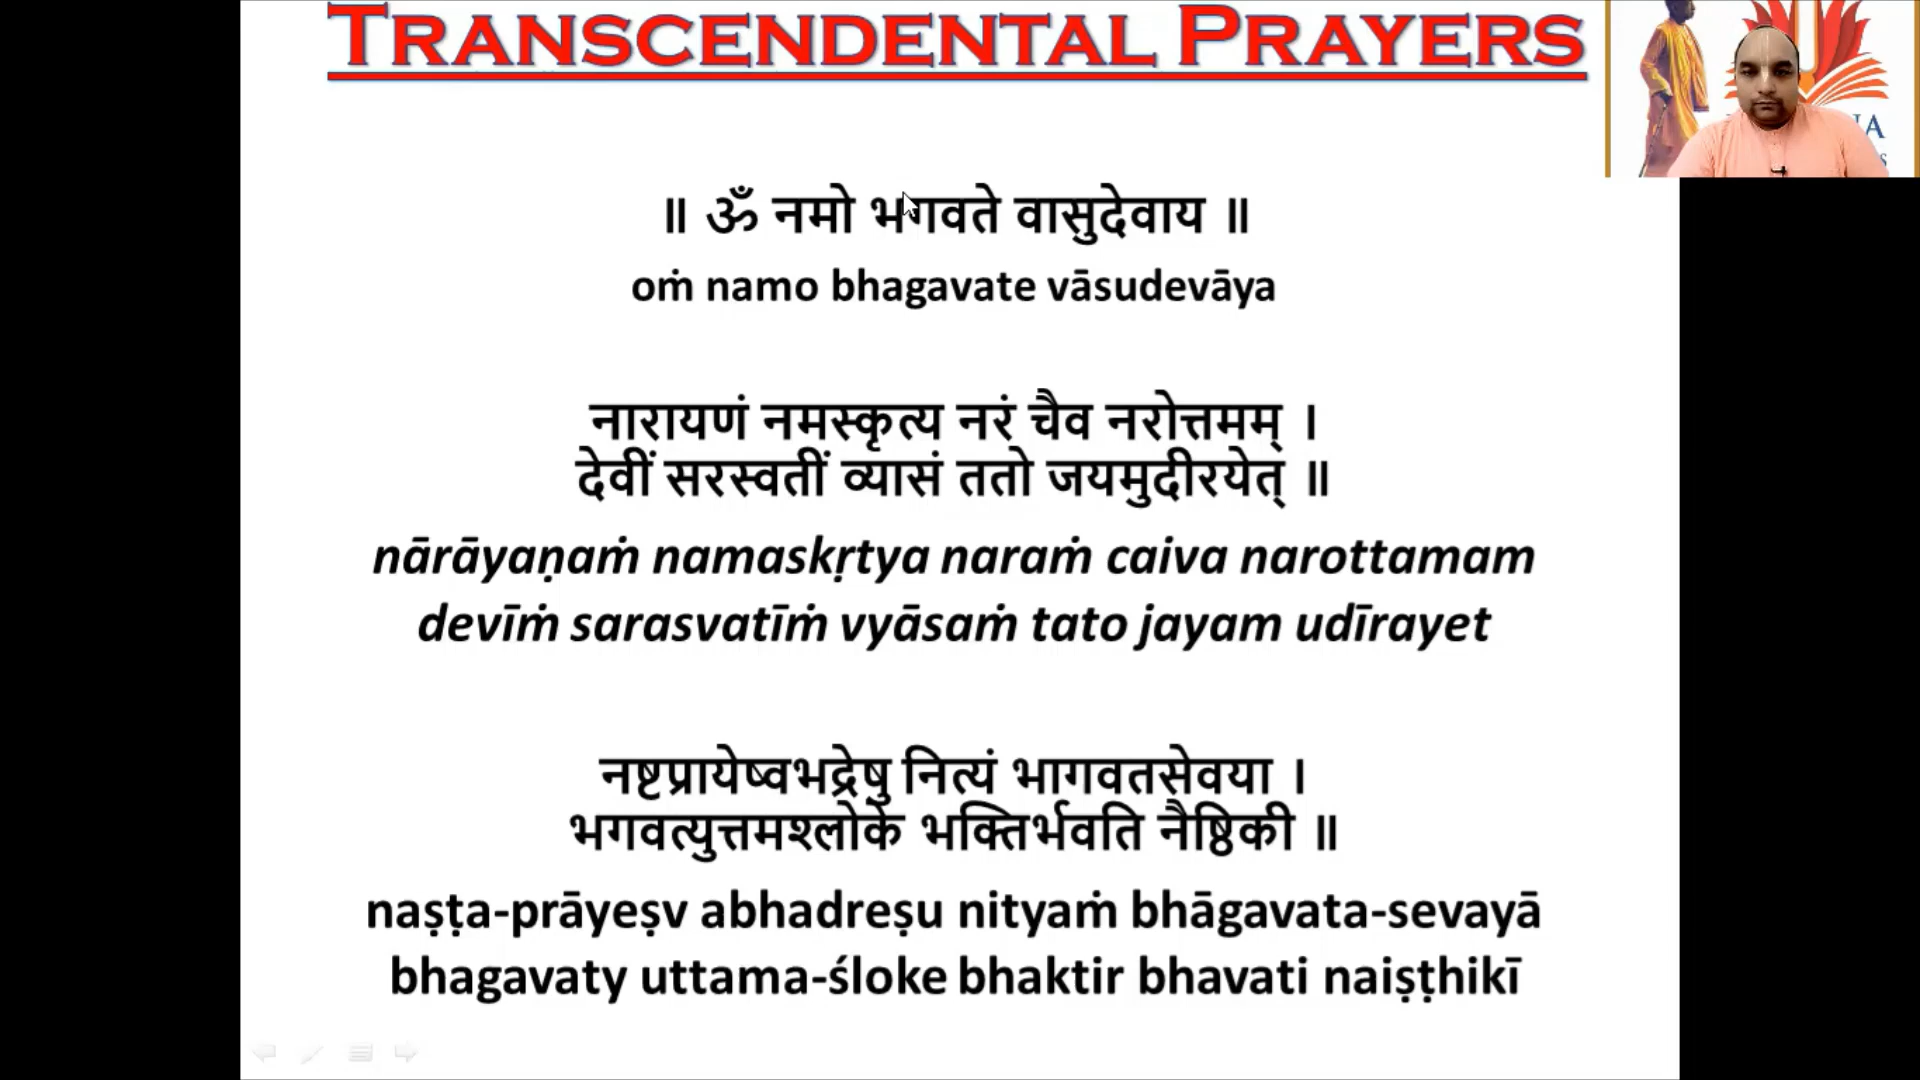 TRANSCENDENTAL PRAYERS
॥ ॐ नमो भगवते वासुदेवाय ॥
oṁ namo bhagavate vāsudevāya
नारायणं नमस्कृत्य नरं चैव नरोत्तमम् ।
देवीं सरस्वतीं व्यासं ततो जयमुदीरयेत् ॥
nārāyaṇaṁ namaskṛtya naraṁ caiva narottamam
devīṁ sarasvatīṁ vyāsaṁ tato jayam udīrayet
नष्टप्रायेष्वभद्रेषु नित्यं भागवतसेवया ।
भगवत्युत्तमश्लोके भक्तिर्भवति नैष्ठिकी ॥
naṣṭa-prāyeṣv abhadreṣu nityaṁ bhāgavata-sevayā
bhagavaty uttama-śloke bhaktir bhavati naiṣṭhikī